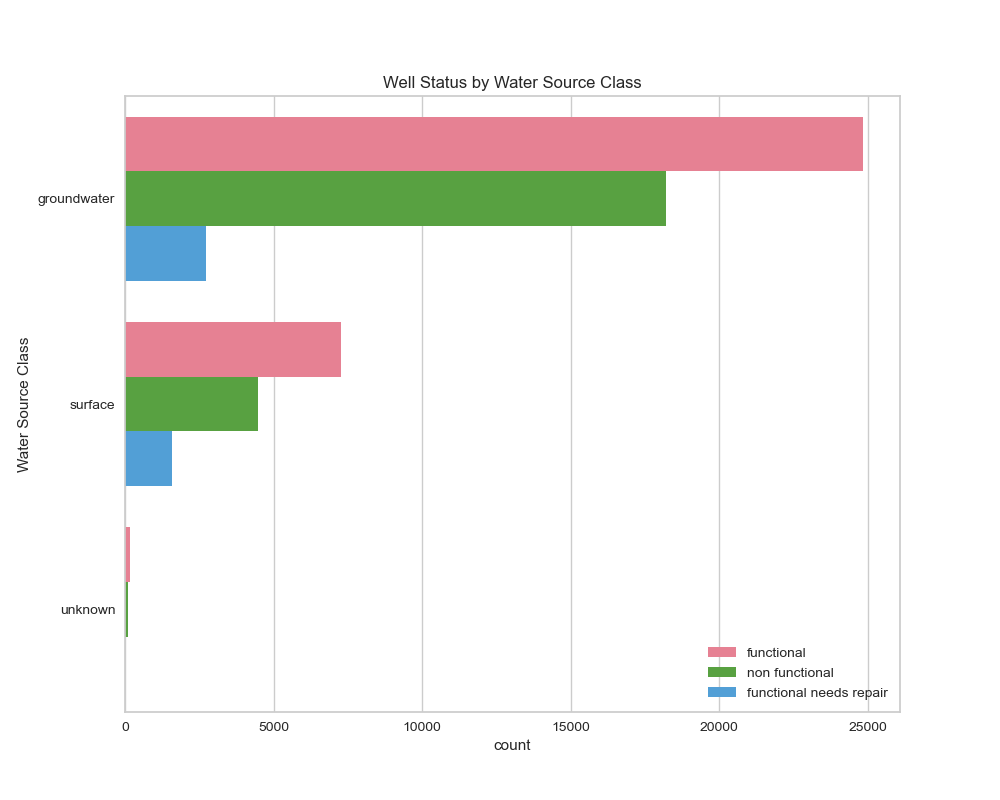 Well Status by Water Source Class
groundwater
surface
unknown
Water Source Class
functional
non functional
functional needs repair
0 5000 10000 15000 20000 25000
count